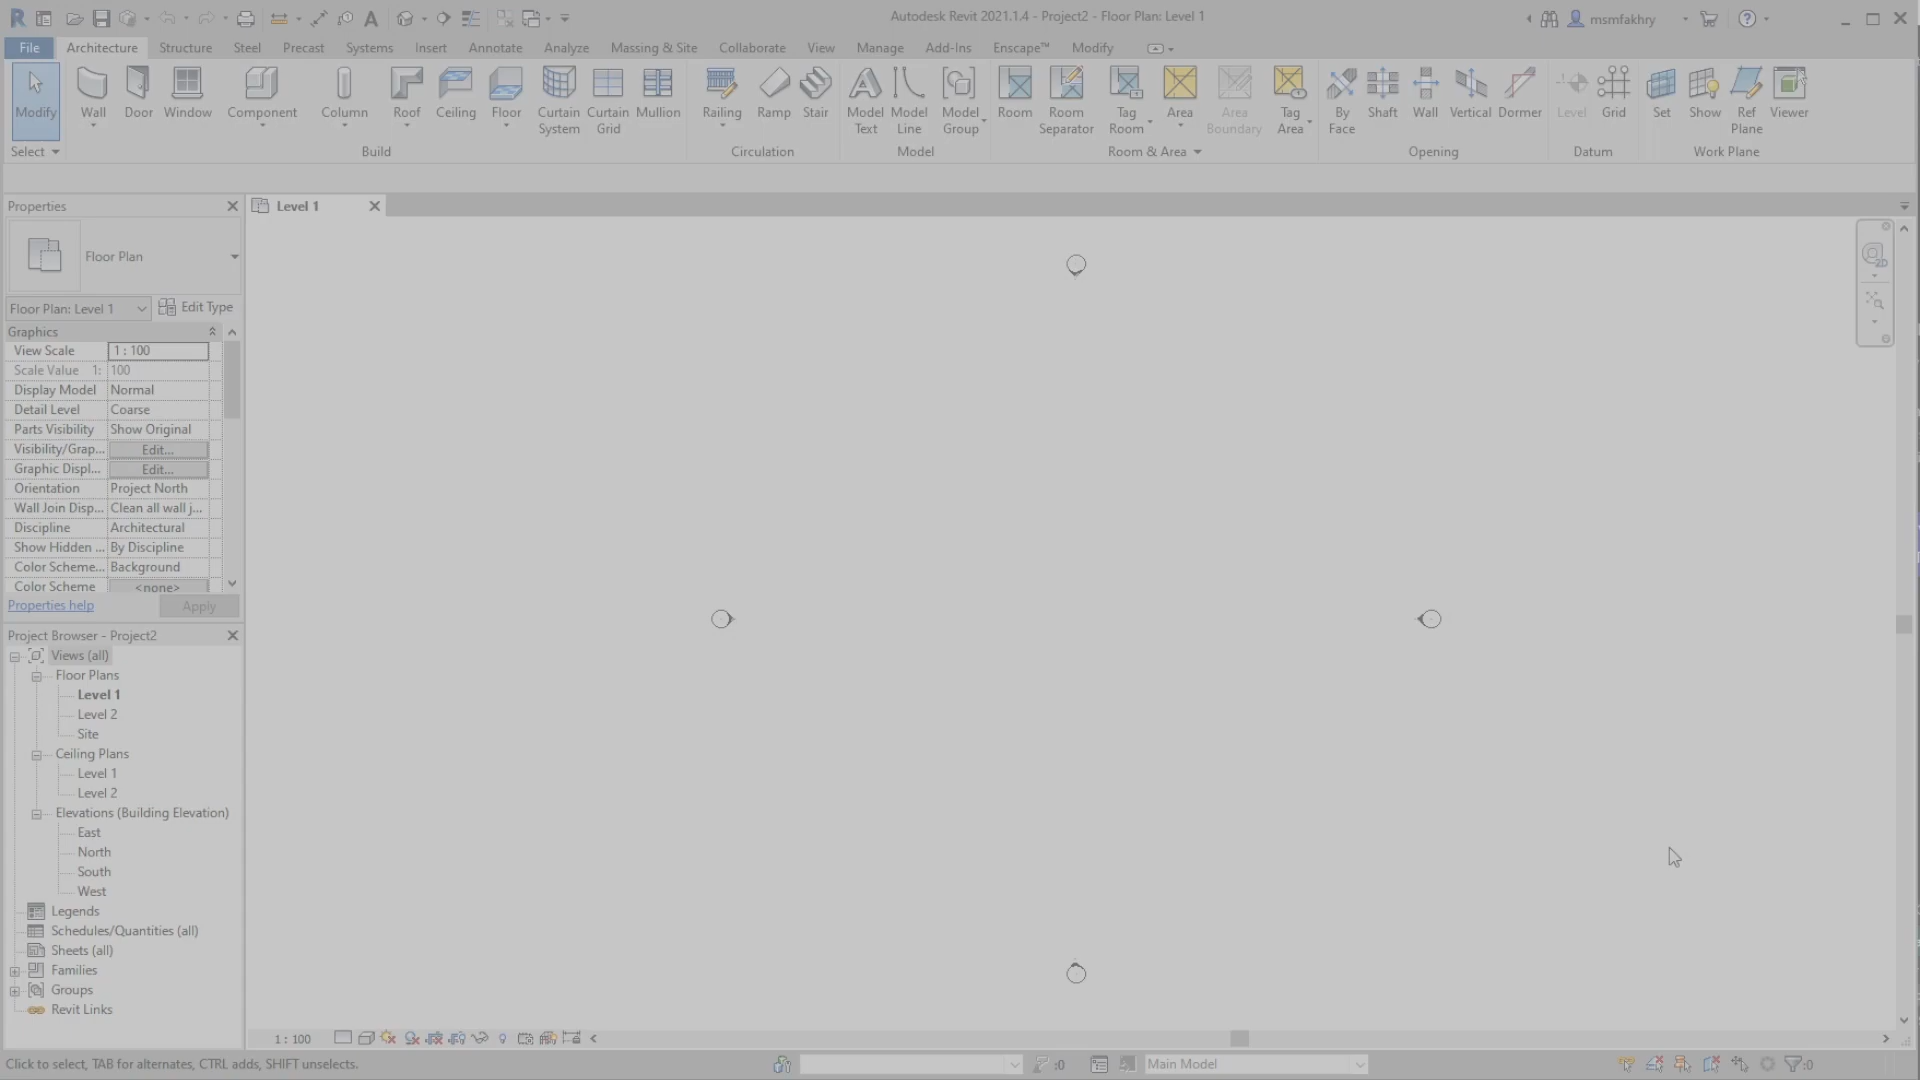 Autodesk Revit 2021.1.4 - Project2 - Floor Plan: Level 1
msmfakhry
File Architecture Structure Steel Precast Systems Insert Annotate Analyze Massing & Site Collaborate View Manage Add-Ins Enscape™ Modify
Modify Wall Door Window Component Column Roof Ceiling Floor Curtain System Curtain Grid Mullion Railing Ramp Stair Model Text Model Line Model Group Room Room Separator Tag Room Area Area Boundary Tag Area By Face Shaft Wall Vertical Dormer Level Grid Set Show Ref Plane Viewer
Select Build Circulation Model Room & Area Opening Datum Work Plane
Properties
Level 1
Floor Plan
2D
Floor Plan: Level 1 Edit Type
Graphics
View Scale 1 : 100
Scale Value 1: 100
Display Model Normal
Detail Level Coarse
Parts Visibility Show Original
Visibility/Grap... Edit...
Graphic Displ... Edit...
Orientation Project North
Wall Join Disp... Clean all wall j...
Discipline Architectural
Show Hidden ... By Discipline
Color Scheme... Background
Color Scheme <none>
Properties help Apply
Project Browser - Project2
Views (all)
Floor Plans
Level 1
Level 2
Site
Ceiling Plans
Level 1
Level 2
Elevations (Building Elevation)
East
North
South
West
Legends
Schedules/Quantities (all)
Sheets (all)
Families
Groups
Revit Links
1 : 100
Click to select, TAB for alternates, CTRL adds, SHIFT unselects.
:0
Main Model
:0